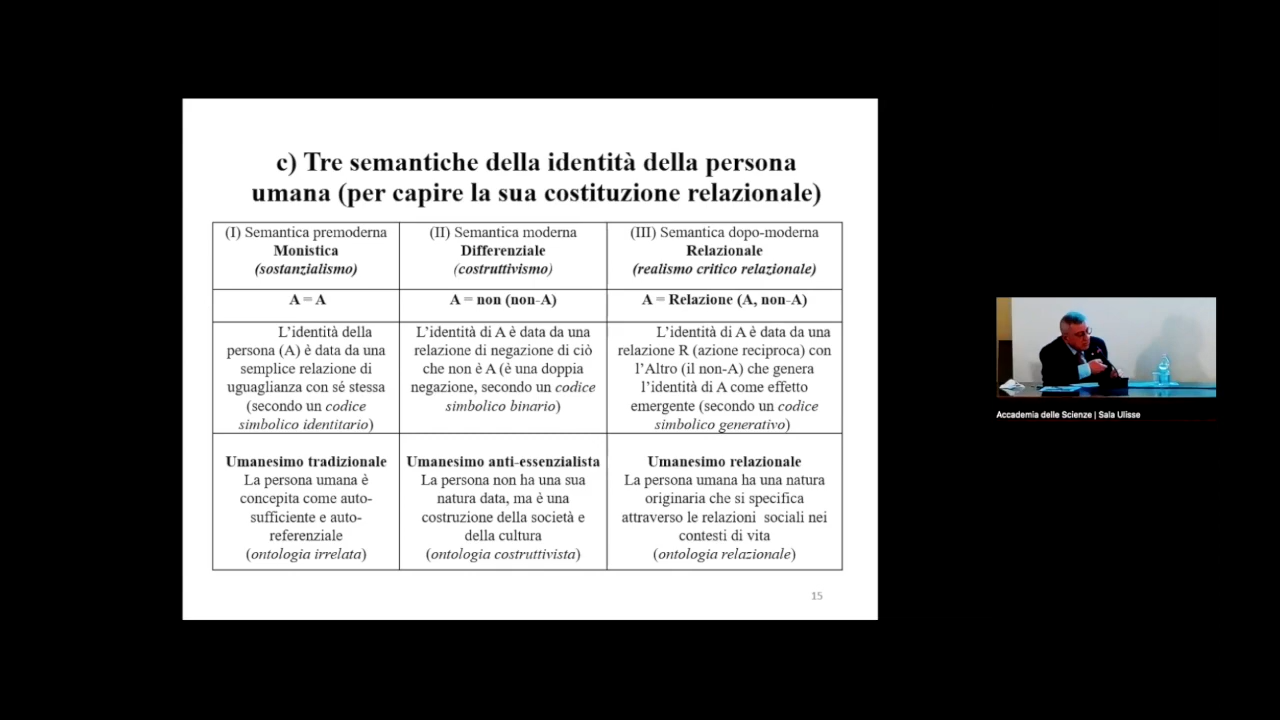 c) Tre semantiche della identità della persona
umana (per capire la sua costituzione relazionale)
(I) Semantica premoderna
Monistica
(sostanzialismo)
(II) Semantica moderna
Differenziale
(costruttivismo)
(III) Semantica dopo-moderna
Relazionale
(realismo critico relazionale)
A = A
A = non (non-A)
A = Relazione (A, non-A)
L'identità della
persona (A) è data da una
semplice relazione di
uguaglianza con sé stessa
(secondo un codice
simbolico identitario)
L'identità di A è data da una
relazione di negazione di ciò
che non è A (è una doppia
negazione, secondo un codice
simbolico binario)
L'identità di A è data da una
relazione R (azione reciproca) con
l'Altro (il non-A) che genera
l'identità di A come effetto
emergente (secondo un codice
simbolico generativo)
Umanesimo tradizionale
La persona umana è
concepita come auto-
sufficiente e auto-
referenziale
(ontologia irrelata)
Umanesimo anti-essenzialista
La persona non ha una sua
natura data, ma è una
costruzione della società e
della cultura
(ontologia costruttivista)
Umanesimo relazionale
La persona umana ha una natura
originaria che si specifica
attraverso le relazioni sociali nei
contesti di vita
(ontologia relazionale)
15
Accademia delle Scienze | Sala Ulisse